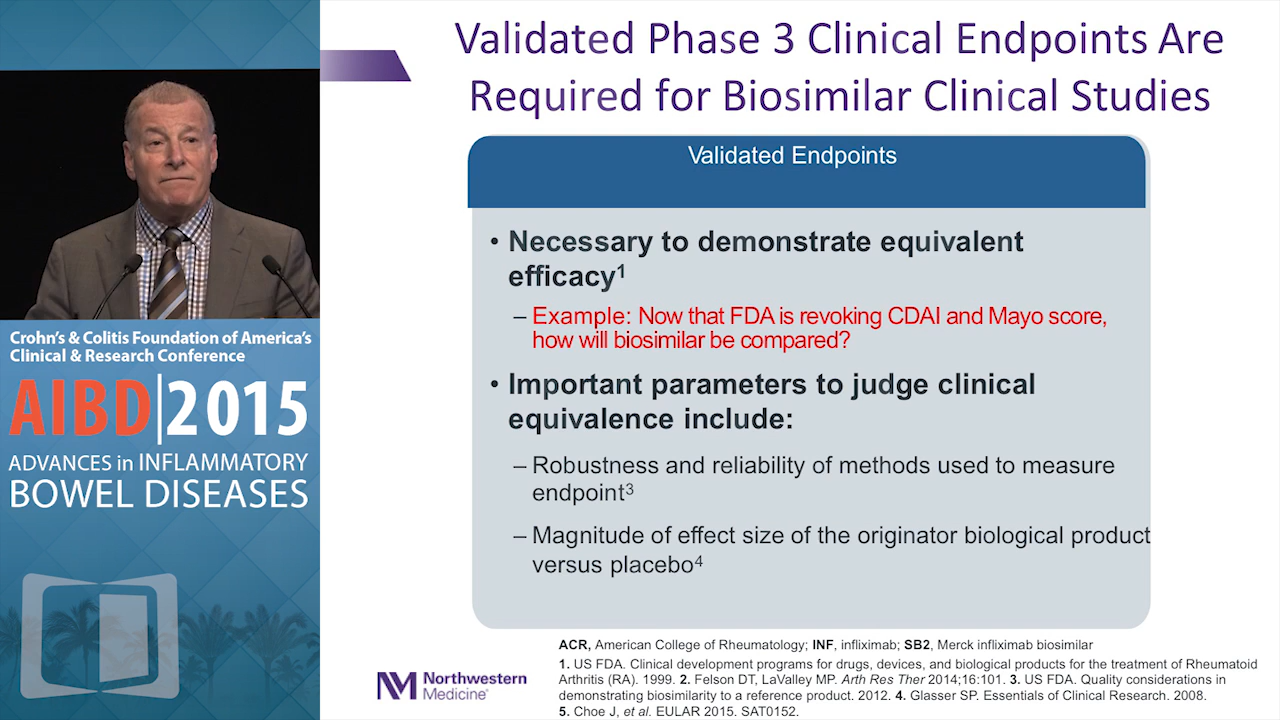 Validated Phase 3 Clinical Endpoints Are
Required for Biosimilar Clinical Studies
Validated Endpoints
• Necessary to demonstrate equivalent
efficacy1
– Example: Now that FDA is revoking CDAI and Mayo score,
how will biosimilar be compared?
• Important parameters to judge clinical
equivalence include:
– Robustness and reliability of methods used to measure
endpoint3
– Magnitude of effect size of the originator biological product
versus placebo4
ACR, American College of Rheumatology; INF, infliximab; SB2, Merck infliximab biosimilar
1. US FDA. Clinical development programs for drugs, devices, and biological products for the treatment of Rheumatoid
Arthritis (RA). 1999. 2. Felson DT, LaValley MP. Arth Res Ther 2014;16:101. 3. US FDA. Quality considerations in
demonstrating biosimilarity to a reference product. 2012. 4. Glasser SP. Essentials of Clinical Research. 2008.
5. Choe J, et al. EULAR 2015. SAT0152.
Northwestern
Medicine®
Crohn's & Colitis Foundation of America's
Clinical & Research Conference
AIBD|2015
ADVANCES in INFLAMMATORY
BOWEL DISEASES